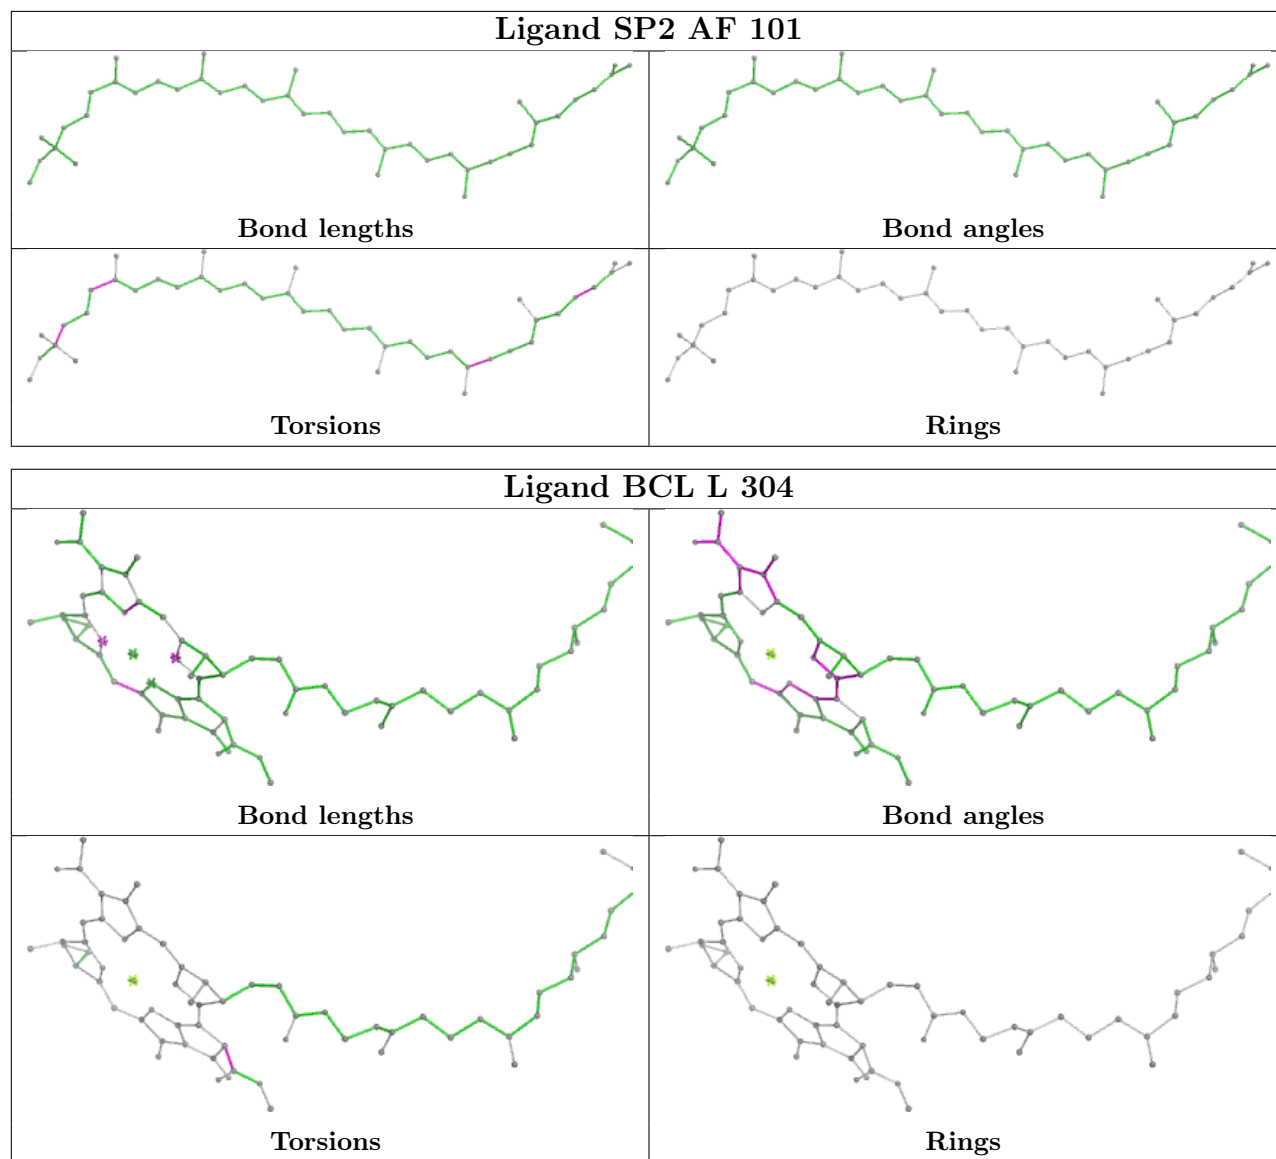 Ligand SP2 AF 101
Bond lengths
Bond angles
Torsions
Rings
Ligand BCL L 304
Bond lengths
Bond angles
Torsions
Rings